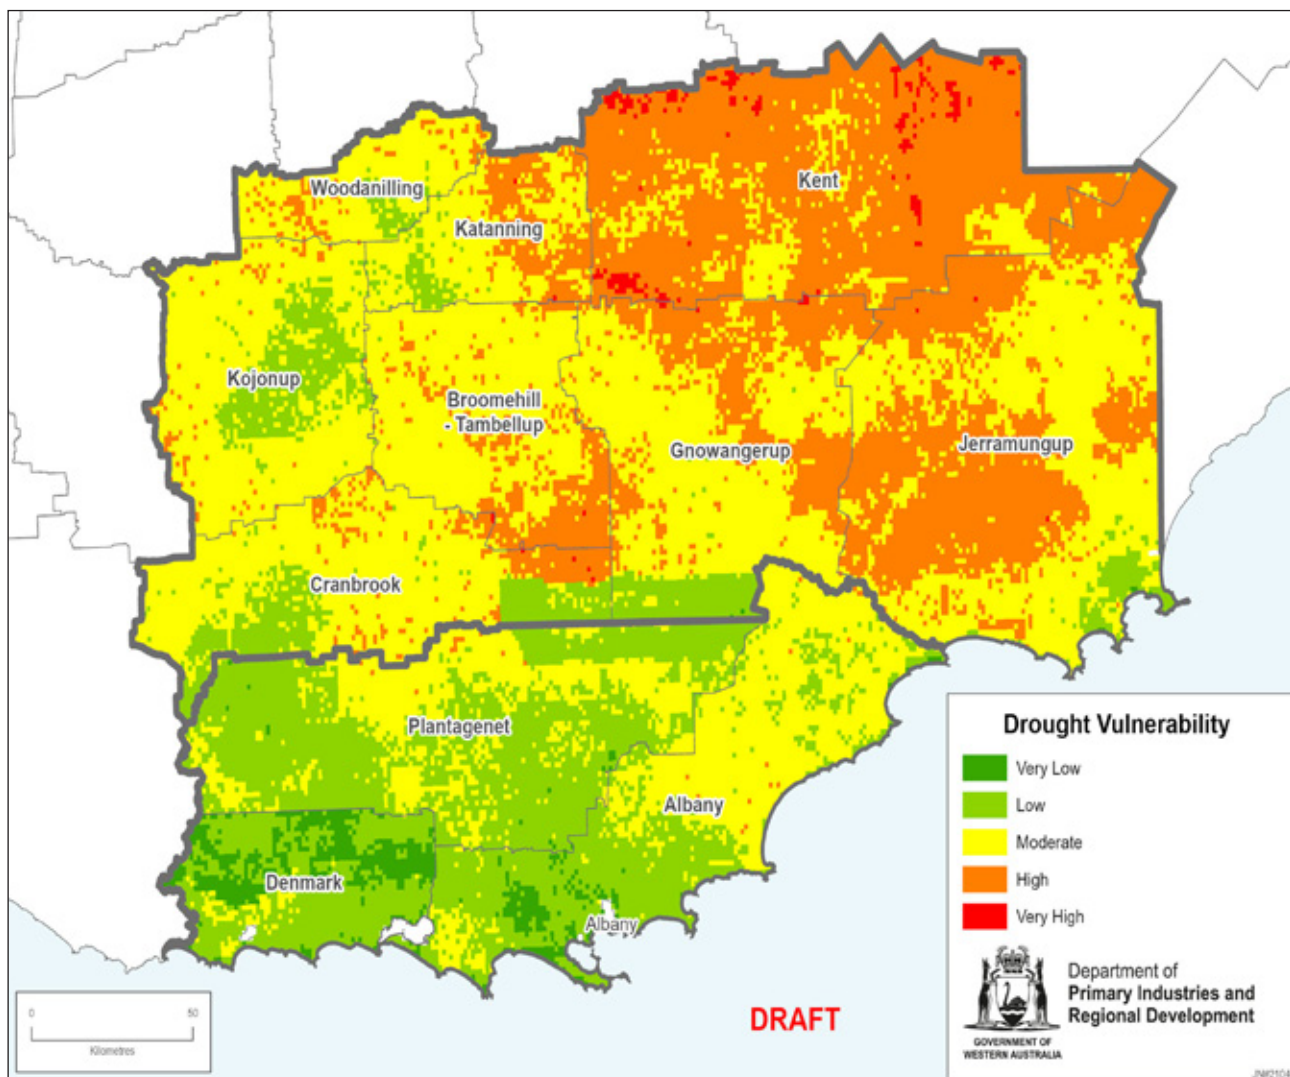 Woodanilling
Kent
Katanning
Kojonup
Broomehill
- Tambellup
Gnowangerup
Jerramungup
Cranbrook
Plantagenet
Albany
Denmark
Albany
Drought Vulnerability
Very Low
Low
Moderate
High
Very High
Department of
Primary Industries and
Regional Development
GOVERNMENT OF
WESTERN AUSTRALIA
DRAFT
0 50
Kilometres